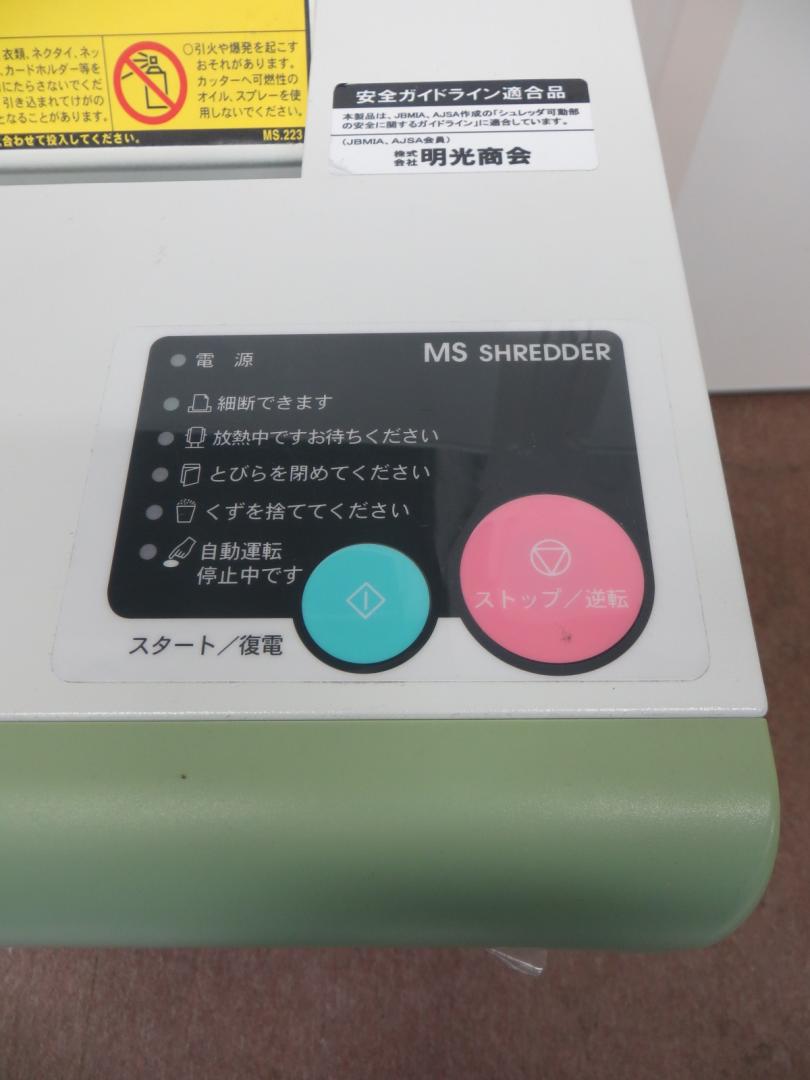 衣類、ネクタイ、ネッ
カードホルダー等を
にたらさないでくだ
引き込まれてけがの
となることがあります。
○引火や爆発を起こす
おそれがあります。
カッターへ可燃性の
オイル、スプレーを使
用しないでください。
合わせて投入してください。
MS.223
安全ガイドライン適合品
本製品は、JBMIA、AJSA作成の「シュレッダ可動部
の安全に関するガイドライン」に適合しています。
(JBMIA、AJSA会員)
株式会社 明光商会
電 源
MS SHREDDER
細断できます
放熱中ですお待ちください
とびらを閉めてください
くずを捨ててください
自動運転
停止中です
スタート／復電
ストップ／逆転